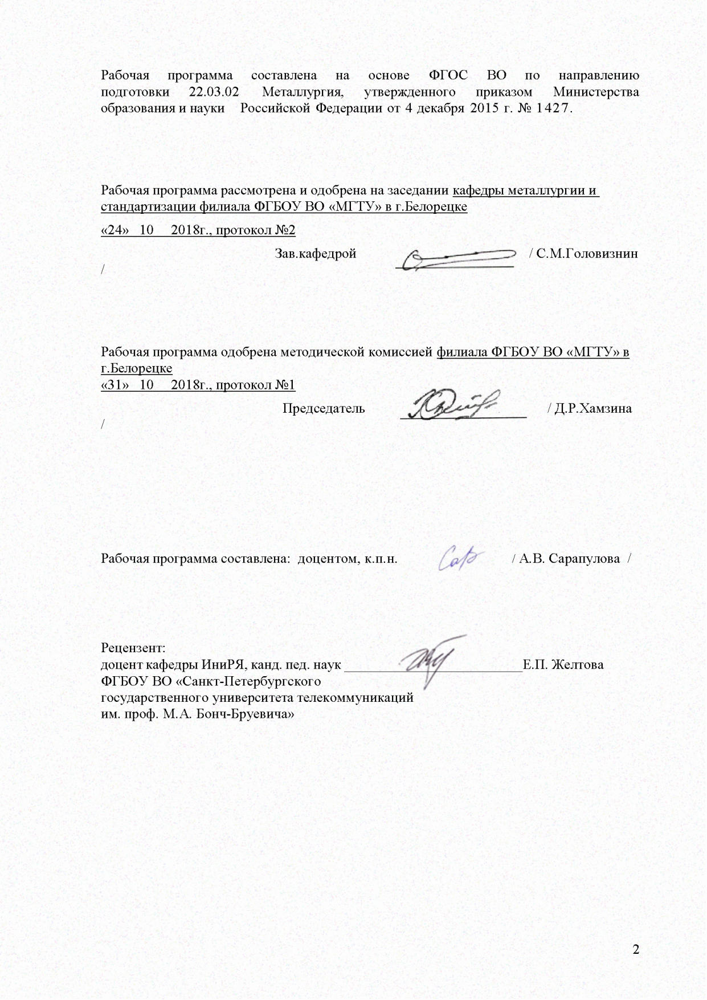 Рабочая программа составлена на основе ФГОС ВО по направлению
подготовки 22.03.02 Металлургия, утвержденного приказом Министерства
образования и науки Российской Федерации от 4 декабря 2015 г. № 1427.
Рабочая программа рассмотрена и одобрена на заседании кафедры металлургии и
стандартизации филиала ФГБОУ ВО «МГТУ» в г.Белорецке
«24» 10 2018г., протокол №2
Зав.кафедрой / С.М.Головизнин
/
Рабочая программа одобрена методической комиссией филиала ФГБОУ ВО «МГТУ» в
г.Белорецке
«31» 10 2018г., протокол №1
Председатель / Д.Р.Хамзина
/
Рабочая программа составлена: доцентом, к.п.н. / А.В. Сарапулова /
Рецензент:
доцент кафедры ИниРЯ, канд. пед. наук Е.П. Желтова
ФГБОУ ВО «Санкт-Петербургского
государственного университета телекоммуникаций
им. проф. М.А. Бонч-Бруевича»
2